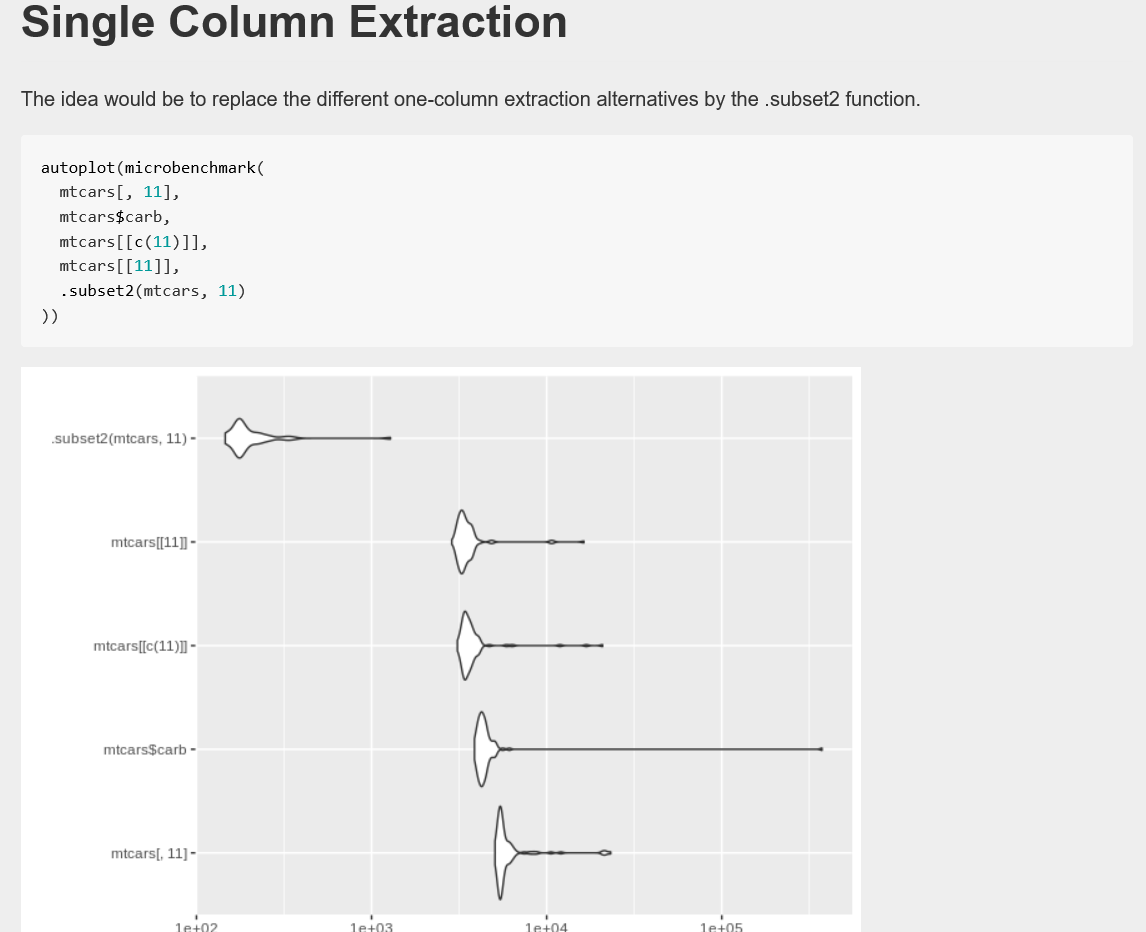 Single Column Extraction
The idea would be to replace the different one-column extraction alternatives by the .subset2 function.
autoplot(microbenchmark(
  mtcars[, 11],
  mtcars$carb,
  mtcars[[c(11)]],
  mtcars[[11]],
  .subset2(mtcars, 11)
))
.subset2(mtcars, 11)
mtcars[[11]]
mtcars[[c(11)]]
mtcars$carb
mtcars[, 11]
1e+02 1e+03 1e+04 1e+05